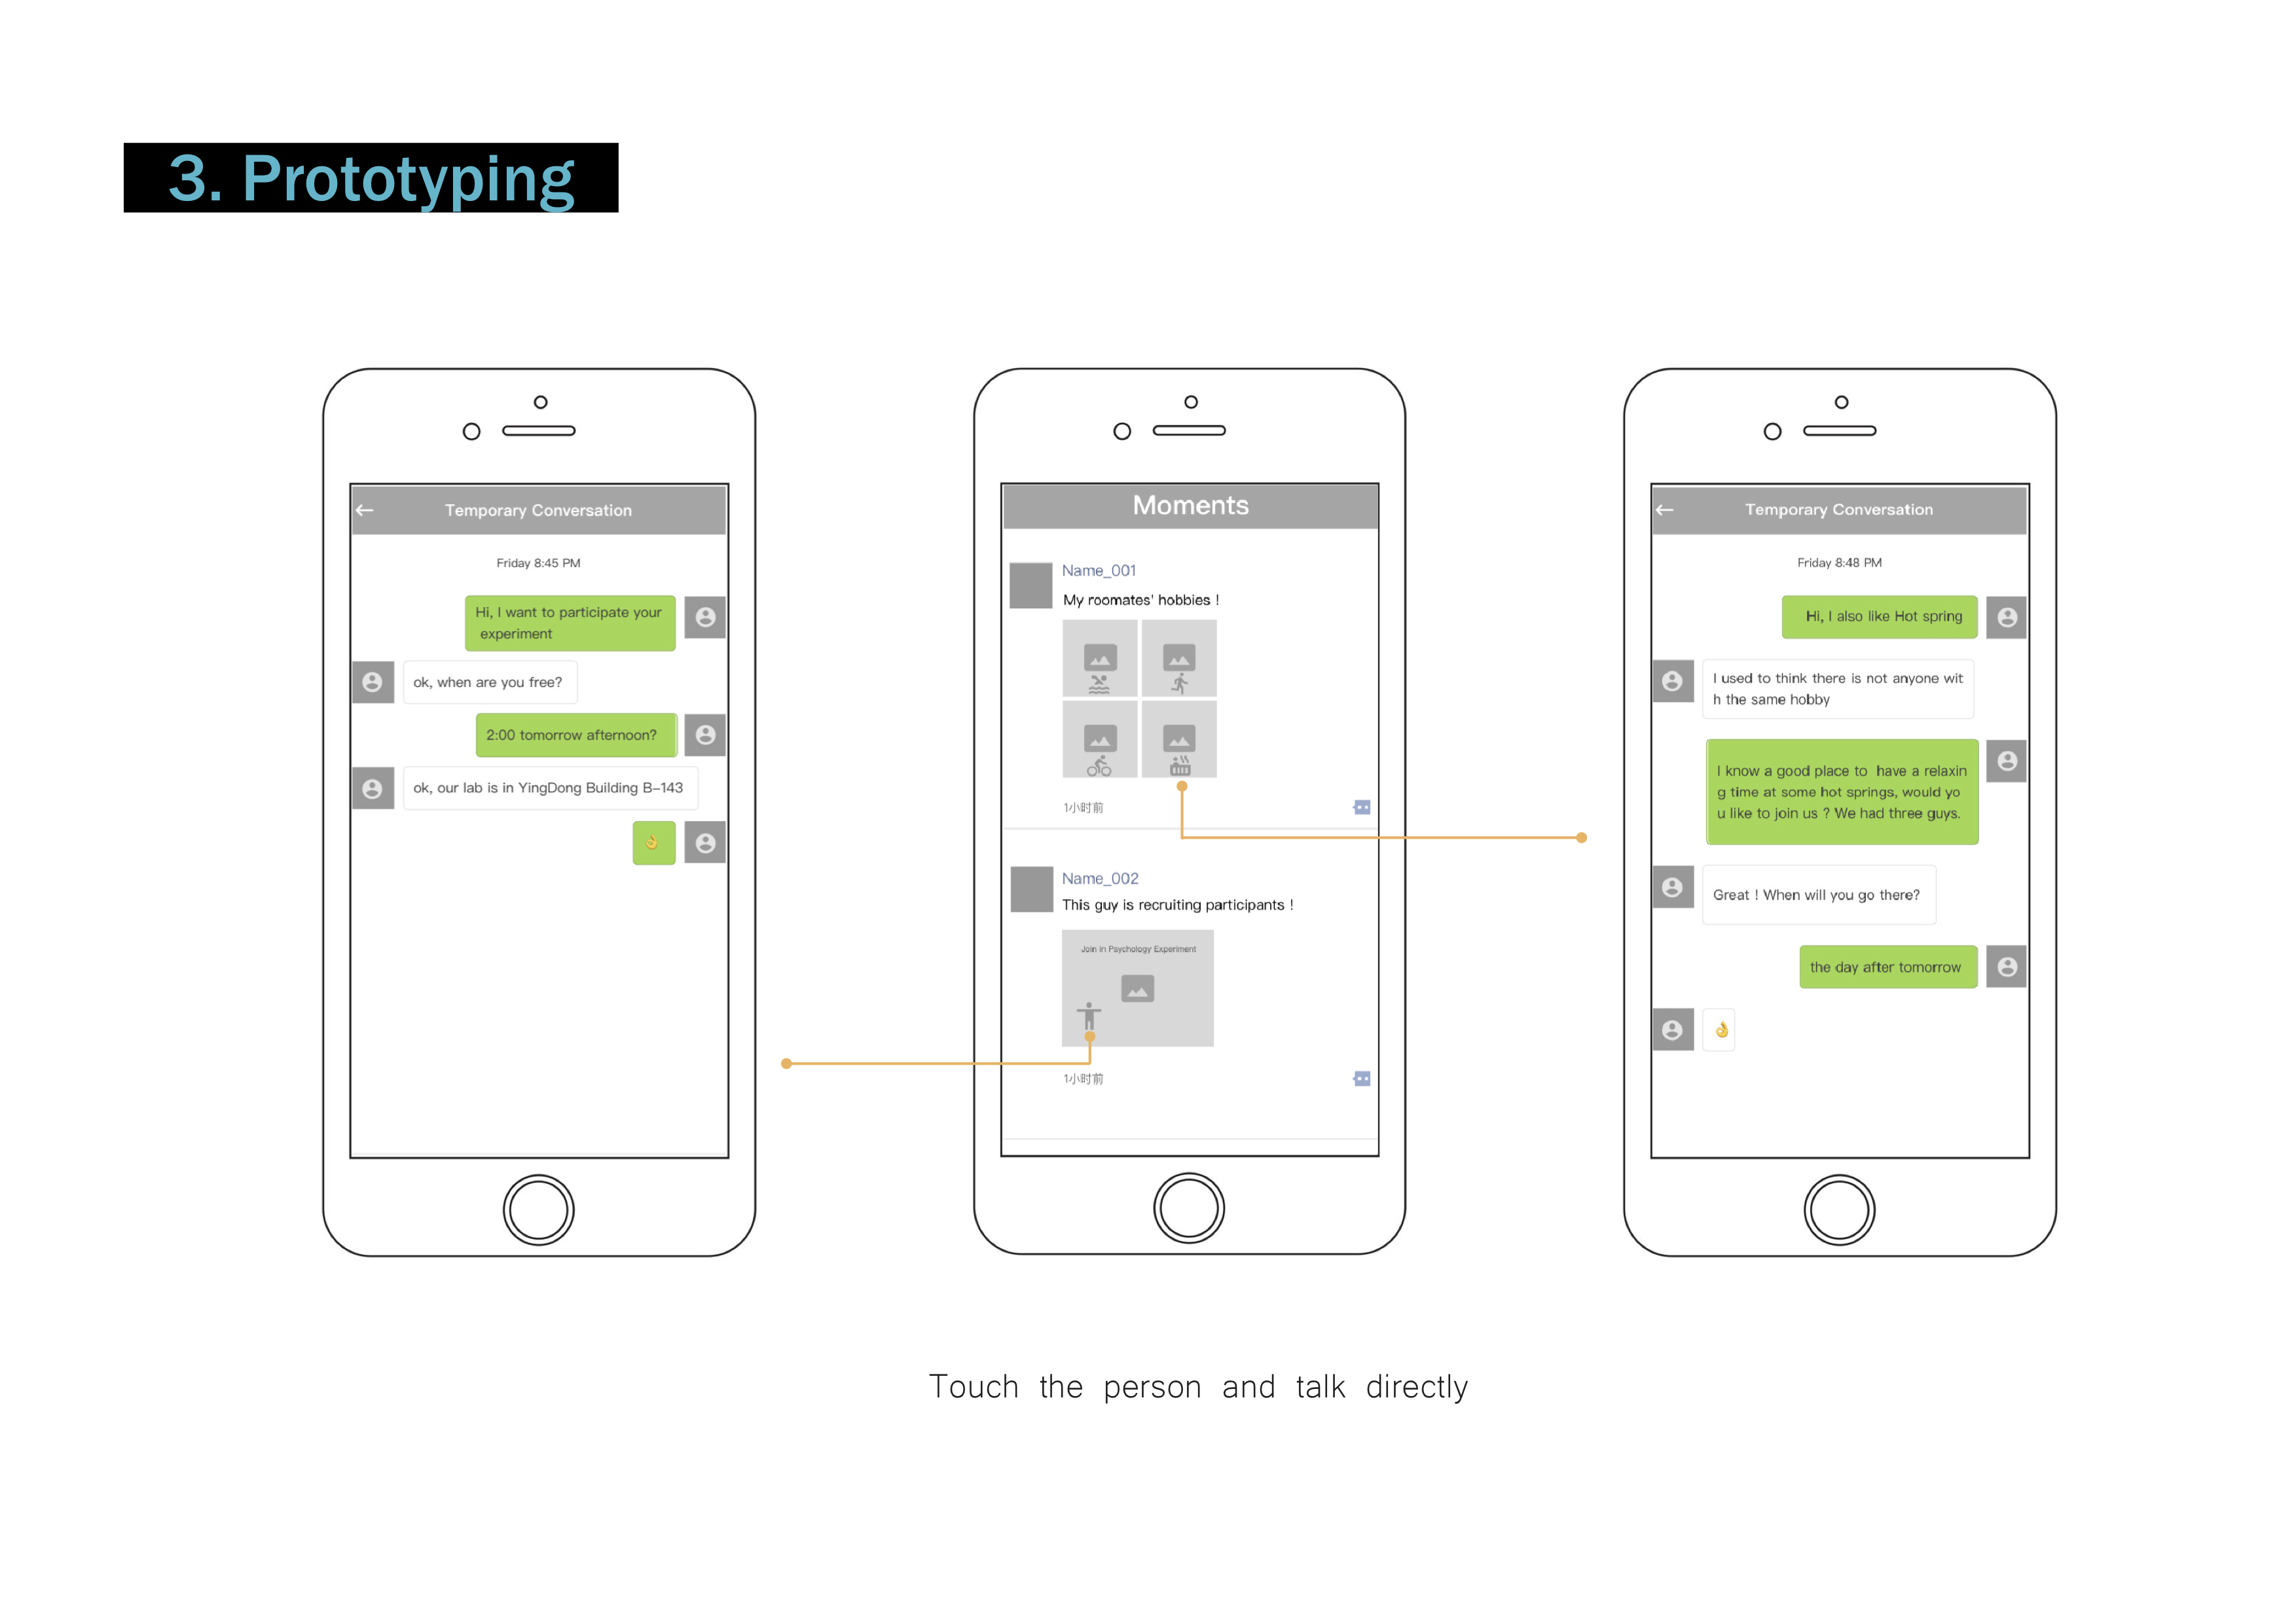 3. Prototyping
Temporary Conversation
Friday 8:45 PM
Hi, I want to participate your
experiment
ok, when are you free?
2:00 tomorrow afternoon?
ok, our lab is in YingDong Building B-143
👌
Moments
Name_001
My roomates' hobbies !
1小时前
Name_002
This guy is recruiting participants !
Join in Psychology Experiment
1小时前
Temporary Conversation
Friday 8:48 PM
Hi, I also like Hot spring
I used to think there is not anyone wit
h the same hobby
I know a good place to have a relaxin
g time at some hot springs, would yo
u like to join us ? We had three guys.
Great ! When will you go there?
the day after tomorrow
👌
Touch the person and talk directly